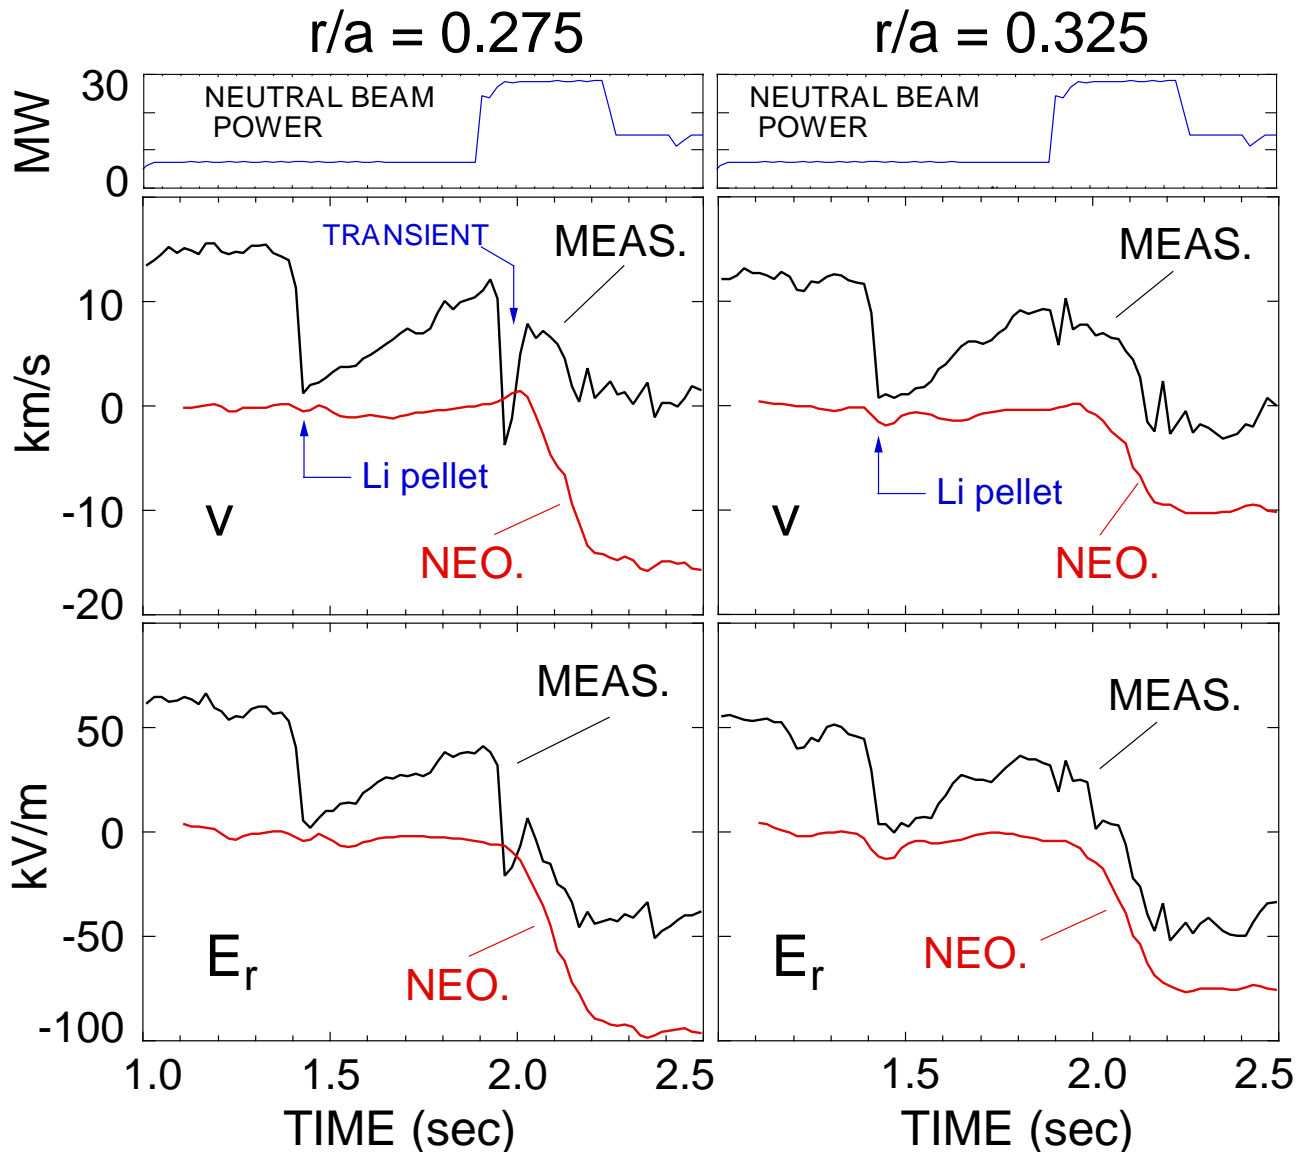 r/a = 0.275
r/a = 0.325
MW
30
0
NEUTRAL BEAM
POWER
NEUTRAL BEAM
POWER
km/s
10
0
-10
-20
TRANSIENT
MEAS.
Li pellet
v
NEO.
MEAS.
Li pellet
v
NEO.
kV/m
50
0
-50
-100
MEAS.
NEO.
Er
MEAS.
NEO.
Er
1.0 1.5 2.0 2.5
1.5 2.0 2.5
TIME (sec)
TIME (sec)